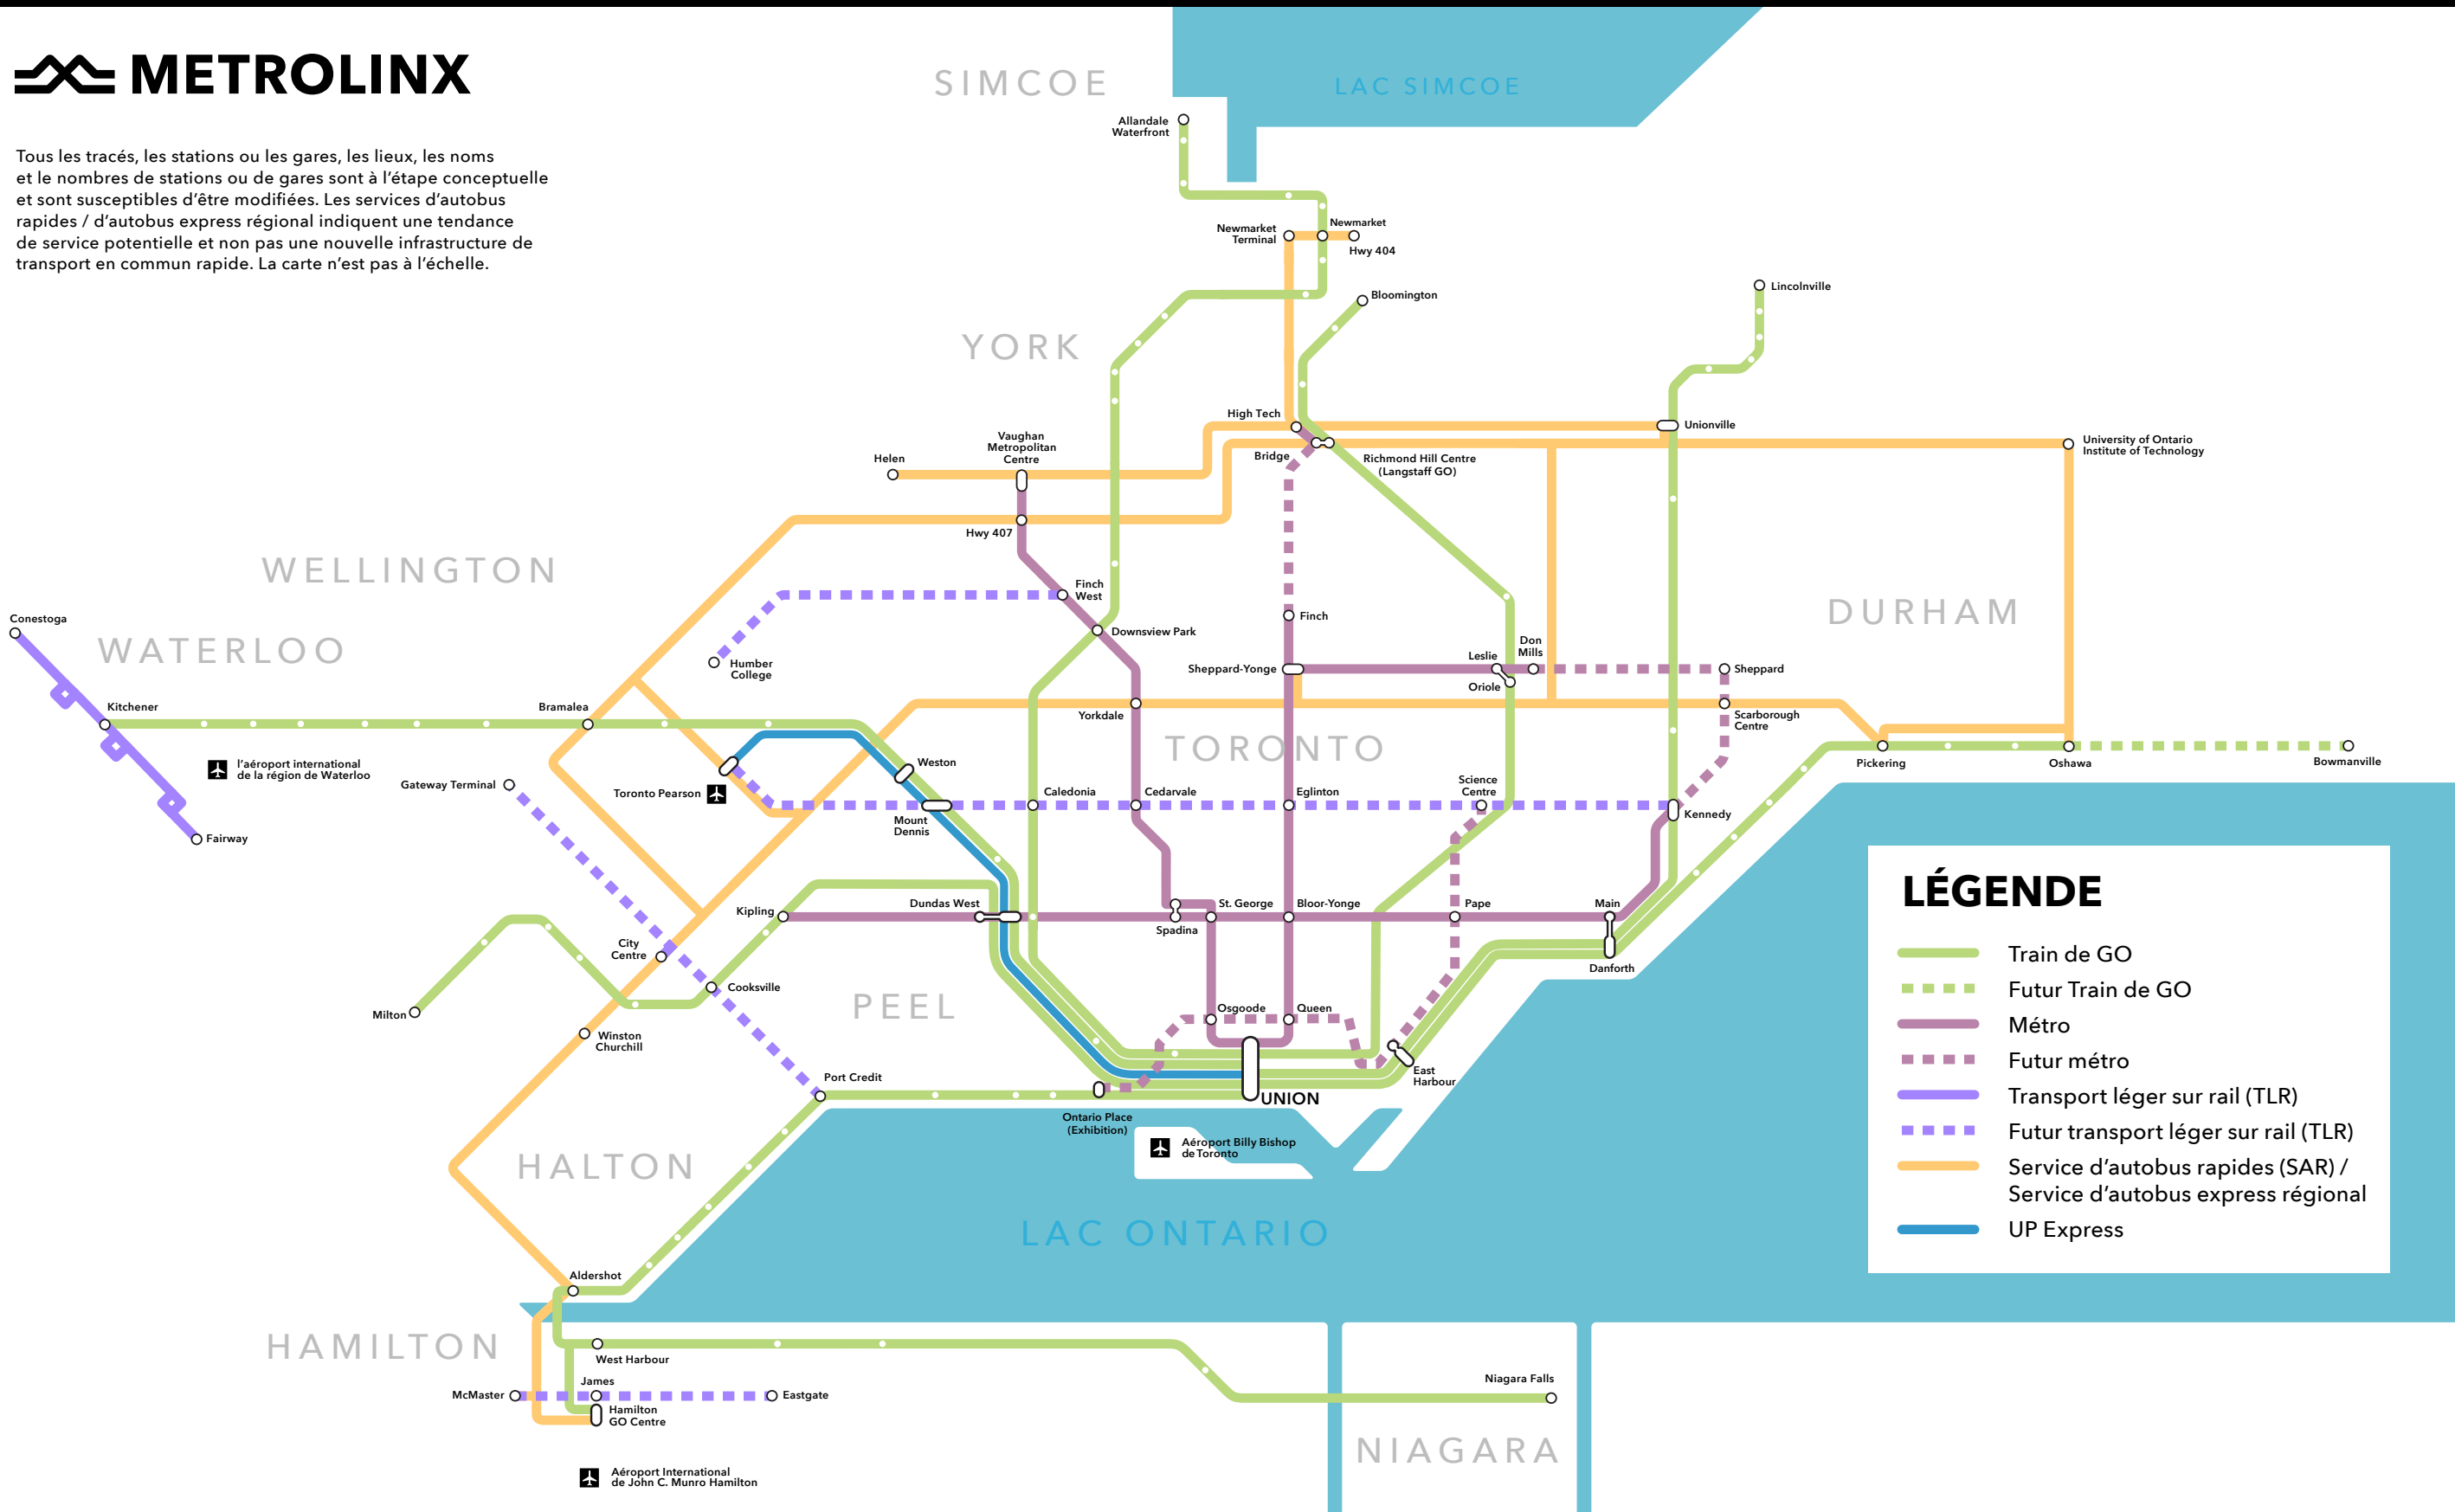 METROLINX
Tous les tracés, les stations ou les gares, les lieux, les noms
et le nombres de stations ou de gares sont à l'étape conceptuelle
et sont susceptibles d'être modifiées. Les services d'autobus
rapides / d'autobus express régional indiquent une tendance
de service potentielle et non pas une nouvelle infrastructure de
transport en commun rapide. La carte n'est pas à l'échelle.
SIMCOE
LAC SIMCOE
Allandale
Waterfront
Newmarket
Terminal
Newmarket
Hwy 404
Bloomington
Lincolnville
YORK
High Tech
Unionville
Vaughan
Metropolitan
Centre
Helen
Bridge
Richmond Hill Centre
(Langstaff GO)
University of Ontario
Institute of Technology
Hwy 407
WELLINGTON
Finch
West
Finch
DURHAM
Conestoga
WATERLOO
Downsview Park
Humber
College
Sheppard-Yonge
Leslie
Don
Mills
Oriole
Sheppard
Kitchener
Bramalea
Yorkdale
Scarborough
Centre
TORONTO
l'aéroport international
de la région de Waterloo
Weston
Pickering
Oshawa
Bowmanville
Gateway Terminal
Toronto Pearson
Mount
Dennis
Caledonia
Cedarvale
Eglinton
Science
Centre
Kennedy
Fairway
Kipling
Dundas West
Spadina
St. George
Bloor-Yonge
Pape
Main
Danforth
City
Centre
Cooksville
PEEL
Milton
Winston
Churchill
Osgoode
Queen
East
Harbour
Port Credit
UNION
Ontario Place
(Exhibition)
Aéroport Billy Bishop
de Toronto
HALTON
LAC ONTARIO
LÉGENDE
Train de GO
Futur Train de GO
Métro
Futur métro
Transport léger sur rail (TLR)
Futur transport léger sur rail (TLR)
Service d'autobus rapides (SAR) /
Service d'autobus express régional
UP Express
Aldershot
HAMILTON
West Harbour
McMaster
James
Eastgate
Hamilton
GO Centre
Niagara Falls
NIAGARA
Aéroport International
de John C. Munro Hamilton